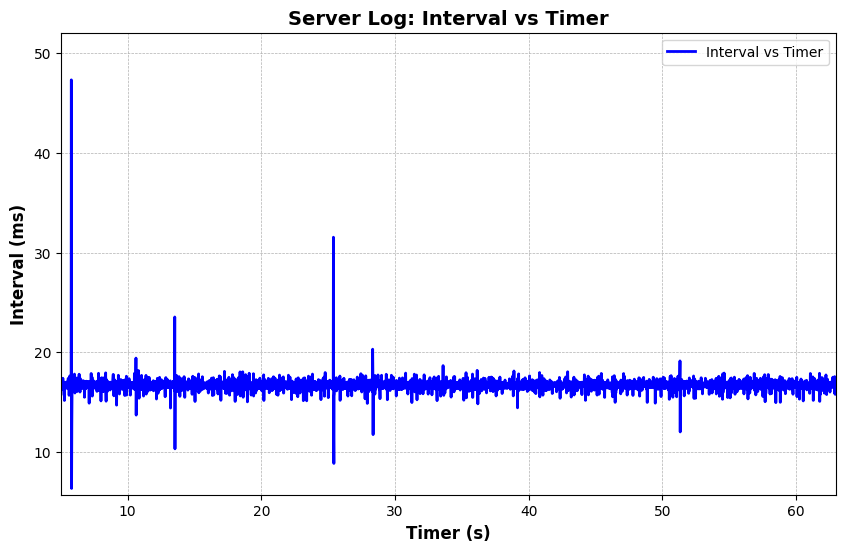 Server Log: Interval vs Timer
Interval vs Timer
50
40
30
20
10
Interval (ms)
10 20 30 40 50 60
Timer (s)